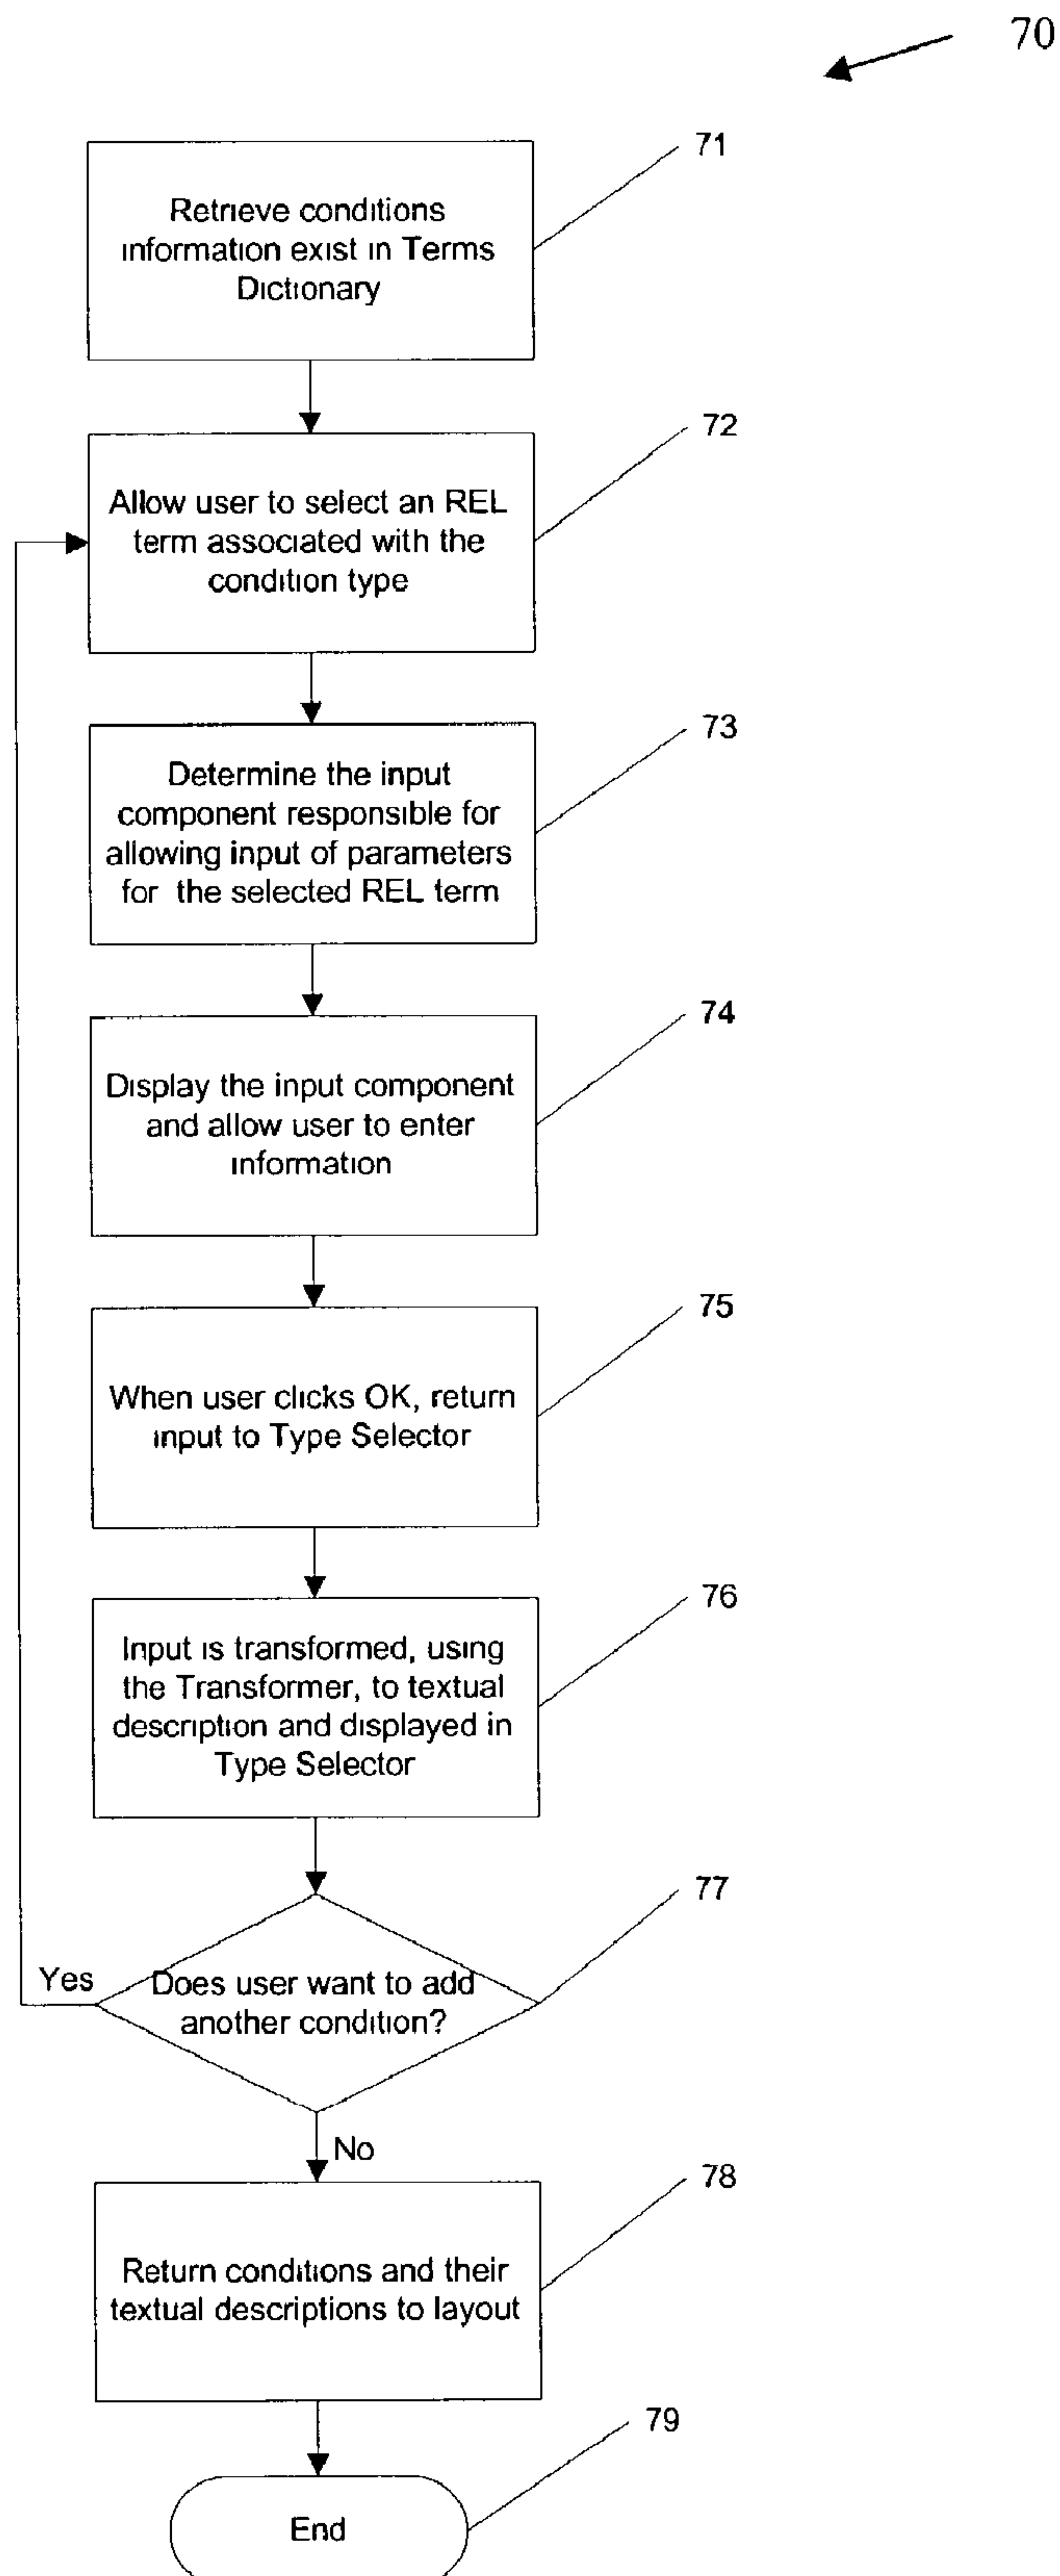 70
71
Retrieve conditions
information exist in Terms
Dictionary
72
Allow user to select an REL
term associated with the
condition type
73
Determine the input
component responsible for
allowing input of parameters
for the selected REL term
74
Display the input component
and allow user to enter
information
75
When user clicks OK, return
input to Type Selector
76
Input is transformed, using
the Transformer, to textual
description and displayed in
Type Selector
77
Yes
Does user want to add
another condition?
No
78
Return conditions and their
textual descriptions to layout
79
End